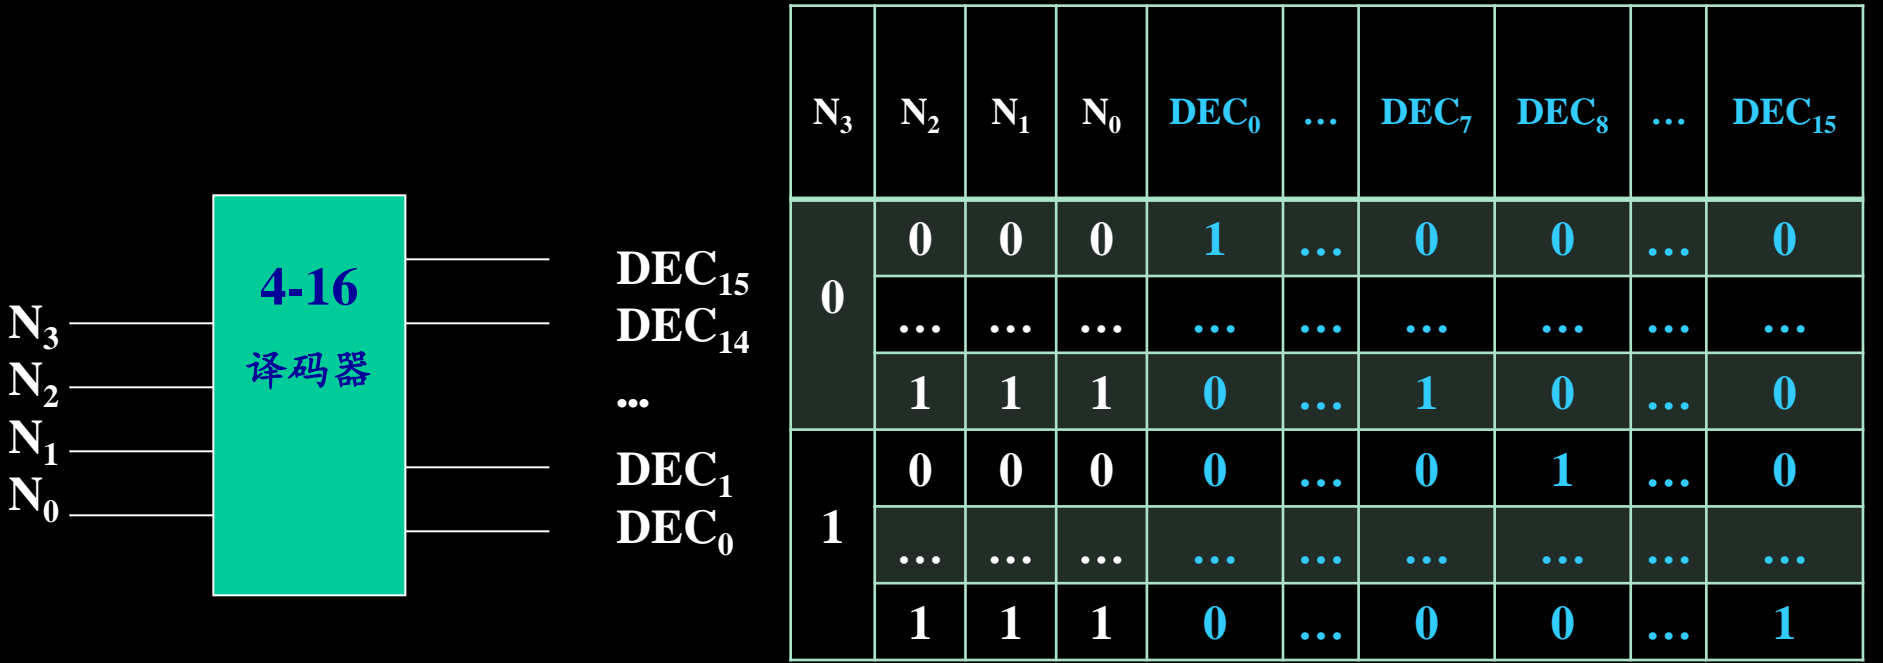 4-16
译码器
N₃
N₂
N₁
N₀
DEC₁₅
DEC₁₄
...
DEC₁
DEC₀
N₃ N₂ N₁ N₀ DEC₀ … DEC₇ DEC₈ … DEC₁₅
0 0 0 0 1 … 0 0 … 0
… … … … … … … … …
1 1 1 0 … 1 0 … 0
1 0 0 0 0 … 0 1 … 0
… … … … … … … … …
1 1 1 0 … 0 0 … 1